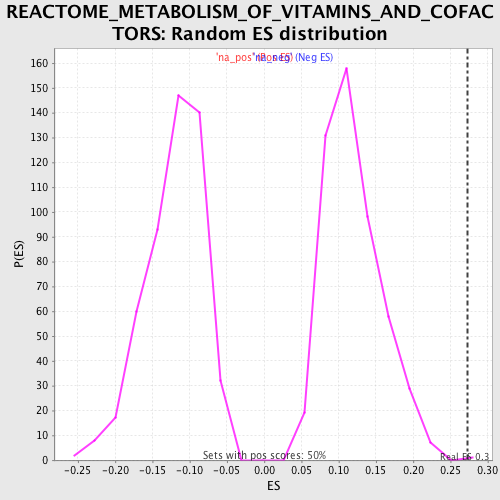 REACTOME_METABOLISM_OF_VITAMINS_AND_COFAC
TORS: Random ES distribution
'na_pos' (Pos ES)
'na_neg' (Neg ES)
160
150
140
130
120
110
100
90
80
70
60
50
40
30
20
10
0
P(ES)
Sets with pos scores: 50%
Real ES 0.3
-0.25 -0.20 -0.15 -0.10 -0.05 0.00 0.05 0.10 0.15 0.20 0.25 0.30
ES